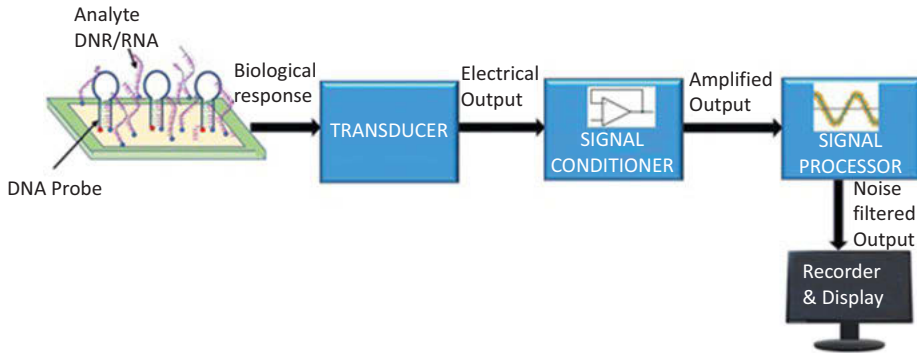 Analyte
DNR/RNA
DNA Probe
Biological
response
TRANSDUCER
Electrical
Output
SIGNAL
CONDITIONER
Amplified
Output
SIGNAL
PROCESSOR
Noise
filtered
Output
Recorder
& Display